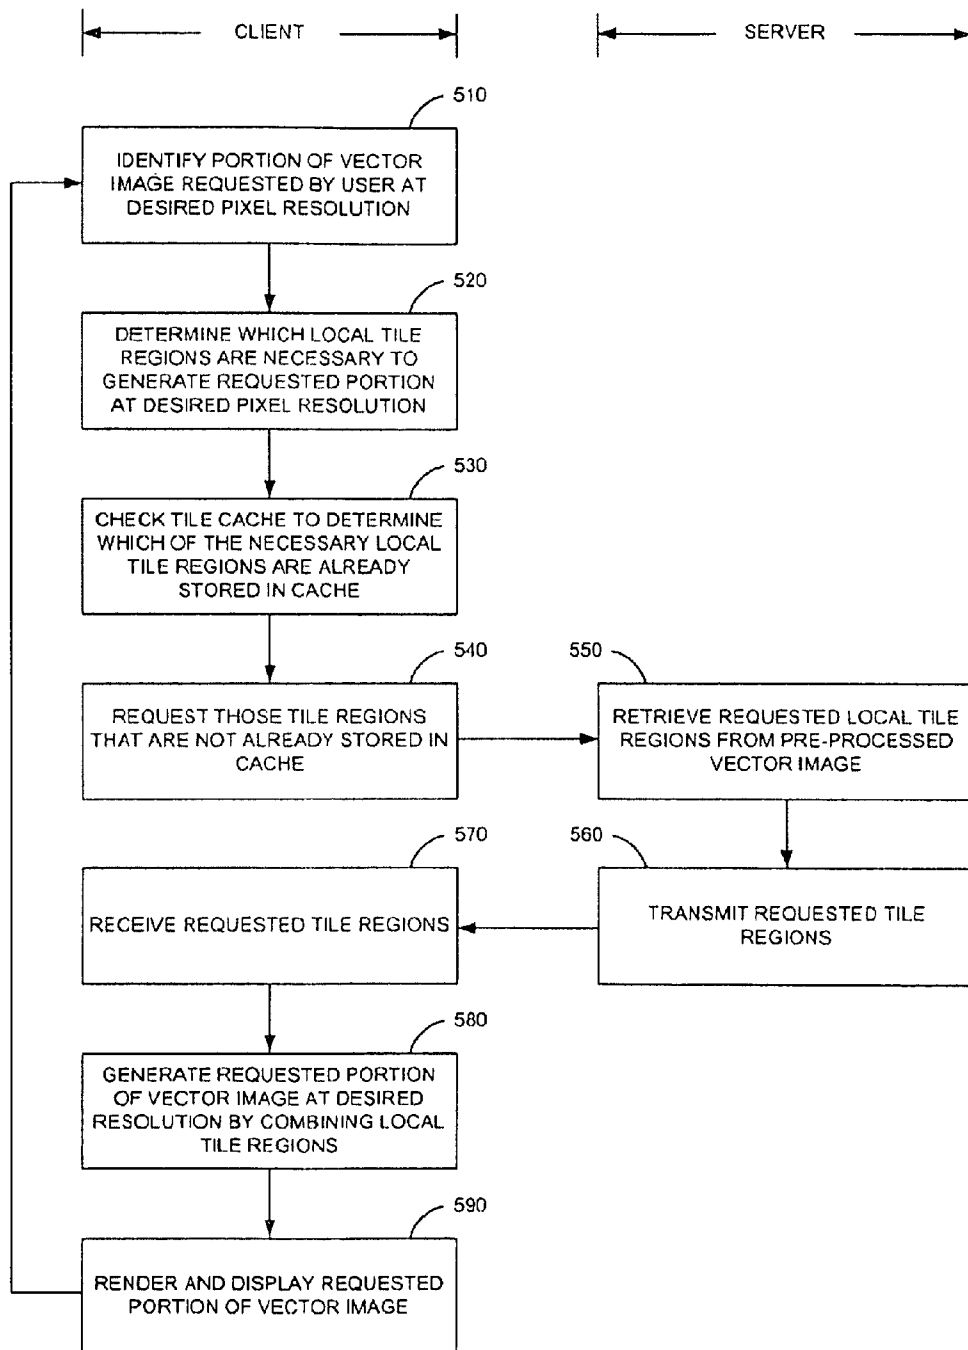 CLIENT
SERVER
510
IDENTIFY PORTION OF VECTOR
IMAGE REQUESTED BY USER AT
DESIRED PIXEL RESOLUTION
520
DETERMINE WHICH LOCAL TILE
REGIONS ARE NECESSARY TO
GENERATE REQUESTED PORTION
AT DESIRED PIXEL RESOLUTION
530
CHECK TILE CACHE TO DETERMINE
WHICH OF THE NECESSARY LOCAL
TILE REGIONS ARE ALREADY
STORED IN CACHE
540
REQUEST THOSE TILE REGIONS
THAT ARE NOT ALREADY STORED IN
CACHE
550
RETRIEVE REQUESTED LOCAL TILE
REGIONS FROM PRE-PROCESSED
VECTOR IMAGE
570
RECEIVE REQUESTED TILE REGIONS
560
TRANSMIT REQUESTED TILE
REGIONS
580
GENERATE REQUESTED PORTION
OF VECTOR IMAGE AT DESIRED
RESOLUTION BY COMBINING LOCAL
TILE REGIONS
590
RENDER AND DISPLAY REQUESTED
PORTION OF VECTOR IMAGE